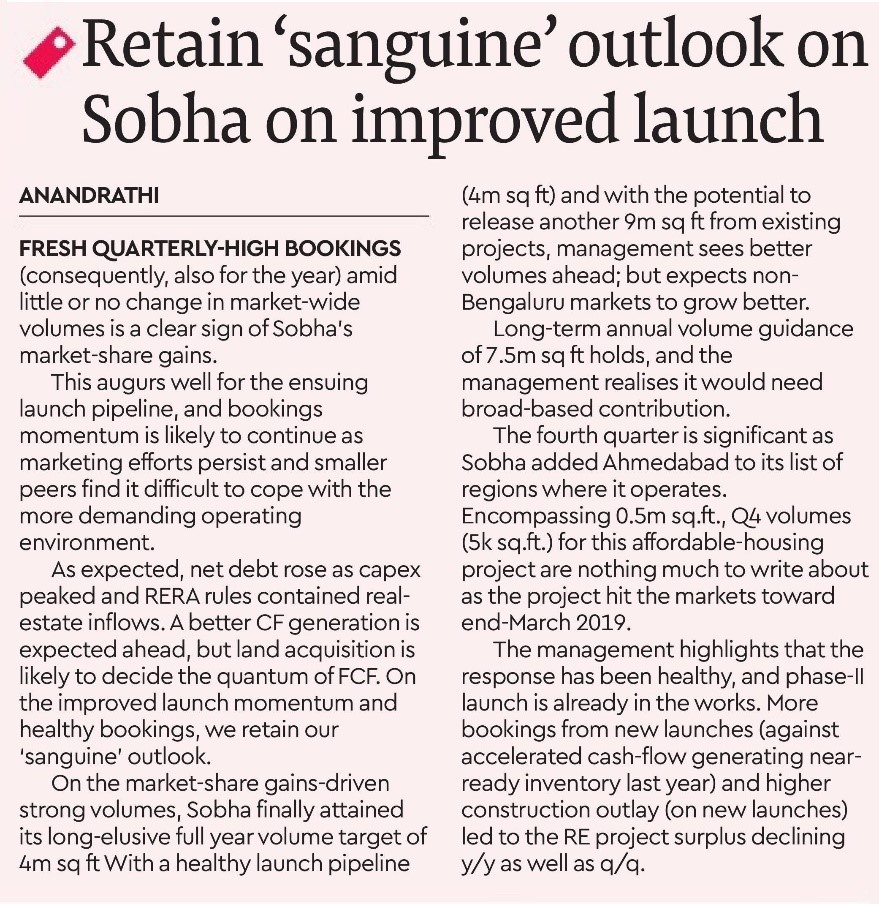 Retain ‘sanguine’ outlook on
Sobha on improved launch
ANANDRATHI
FRESH QUARTERLY-HIGH BOOKINGS
(consequently, also for the year) amid
little or no change in market-wide
volumes is a clear sign of Sobha's
market-share gains.
This augurs well for the ensuing
launch pipeline, and bookings
momentum is likely to continue as
marketing efforts persist and smaller
peers find it difficult to cope with the
more demanding operating
environment.
As expected, net debt rose as capex
peaked and RERA rules contained real-
estate inflows. A better CF generation is
expected ahead, but land acquisition is
likely to decide the quantum of FCF. On
the improved launch momentum and
healthy bookings, we retain our
‘sanguine’ outlook.
On the market-share gains-driven
strong volumes, Sobha finally attained
its long-elusive full year volume target of
4m sq ft With a healthy launch pipeline
(4m sq ft) and with the potential to
release another 9m sq ft from existing
projects, management sees better
volumes ahead; but expects non-
Bengaluru markets to grow better.
Long-term annual volume guidance
of 7.5m sq ft holds, and the
management realises it would need
broad-based contribution.
The fourth quarter is significant as
Sobha added Ahmedabad to its list of
regions where it operates.
Encompassing 0.5m sq.ft., Q4 volumes
(5k sq.ft.) for this affordable-housing
project are nothing much to write about
as the project hit the markets toward
end-March 2019.
The management highlights that the
response has been healthy, and phase-II
launch is already in the works. More
bookings from new launches (against
accelerated cash-flow generating near-
ready inventory last year) and higher
construction outlay (on new launches)
led to the RE project surplus declining
y/y as well as q/q.